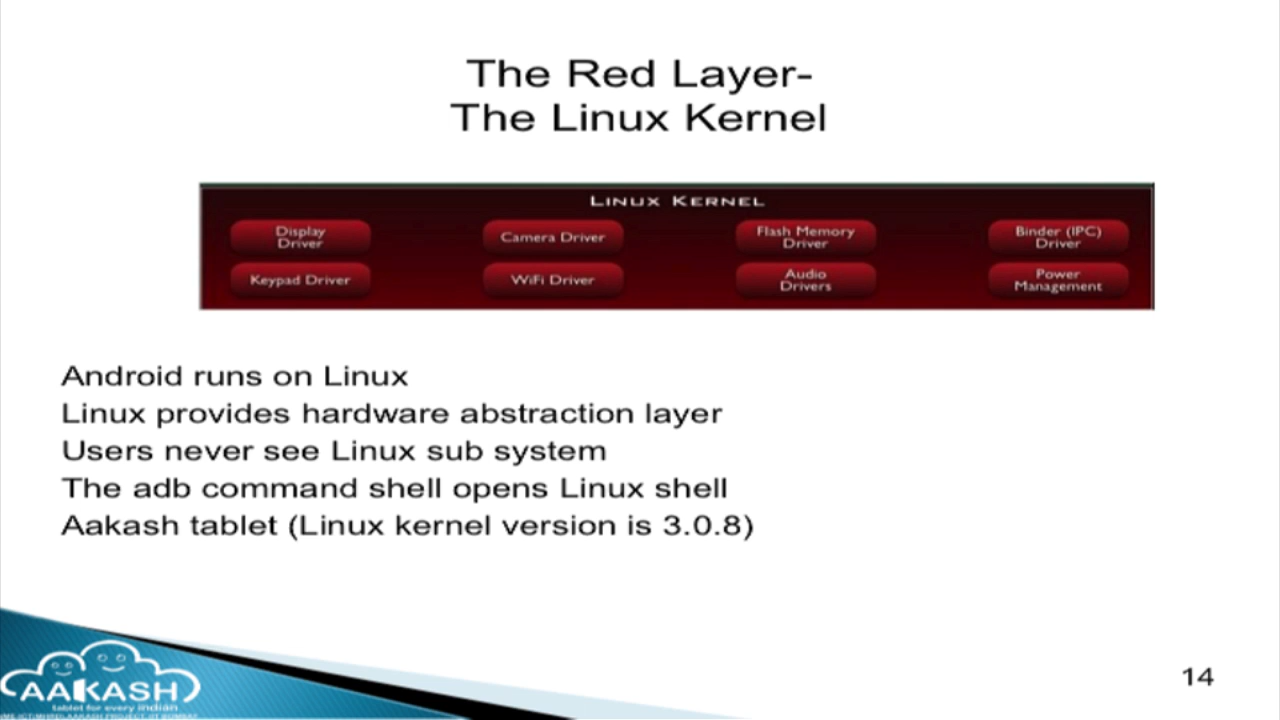 The Red Layer-
The Linux Kernel
LINUX KERNEL
Display Driver
Camera Driver
Flash Memory Driver
Binder (IPC) Driver
Keypad Driver
WiFi Driver
Audio Drivers
Power Management
Android runs on Linux
Linux provides hardware abstraction layer
Users never see Linux sub system
The adb command shell opens Linux shell
Aakash tablet (Linux kernel version is 3.0.8)
14
AAKASH
tablet for every indian